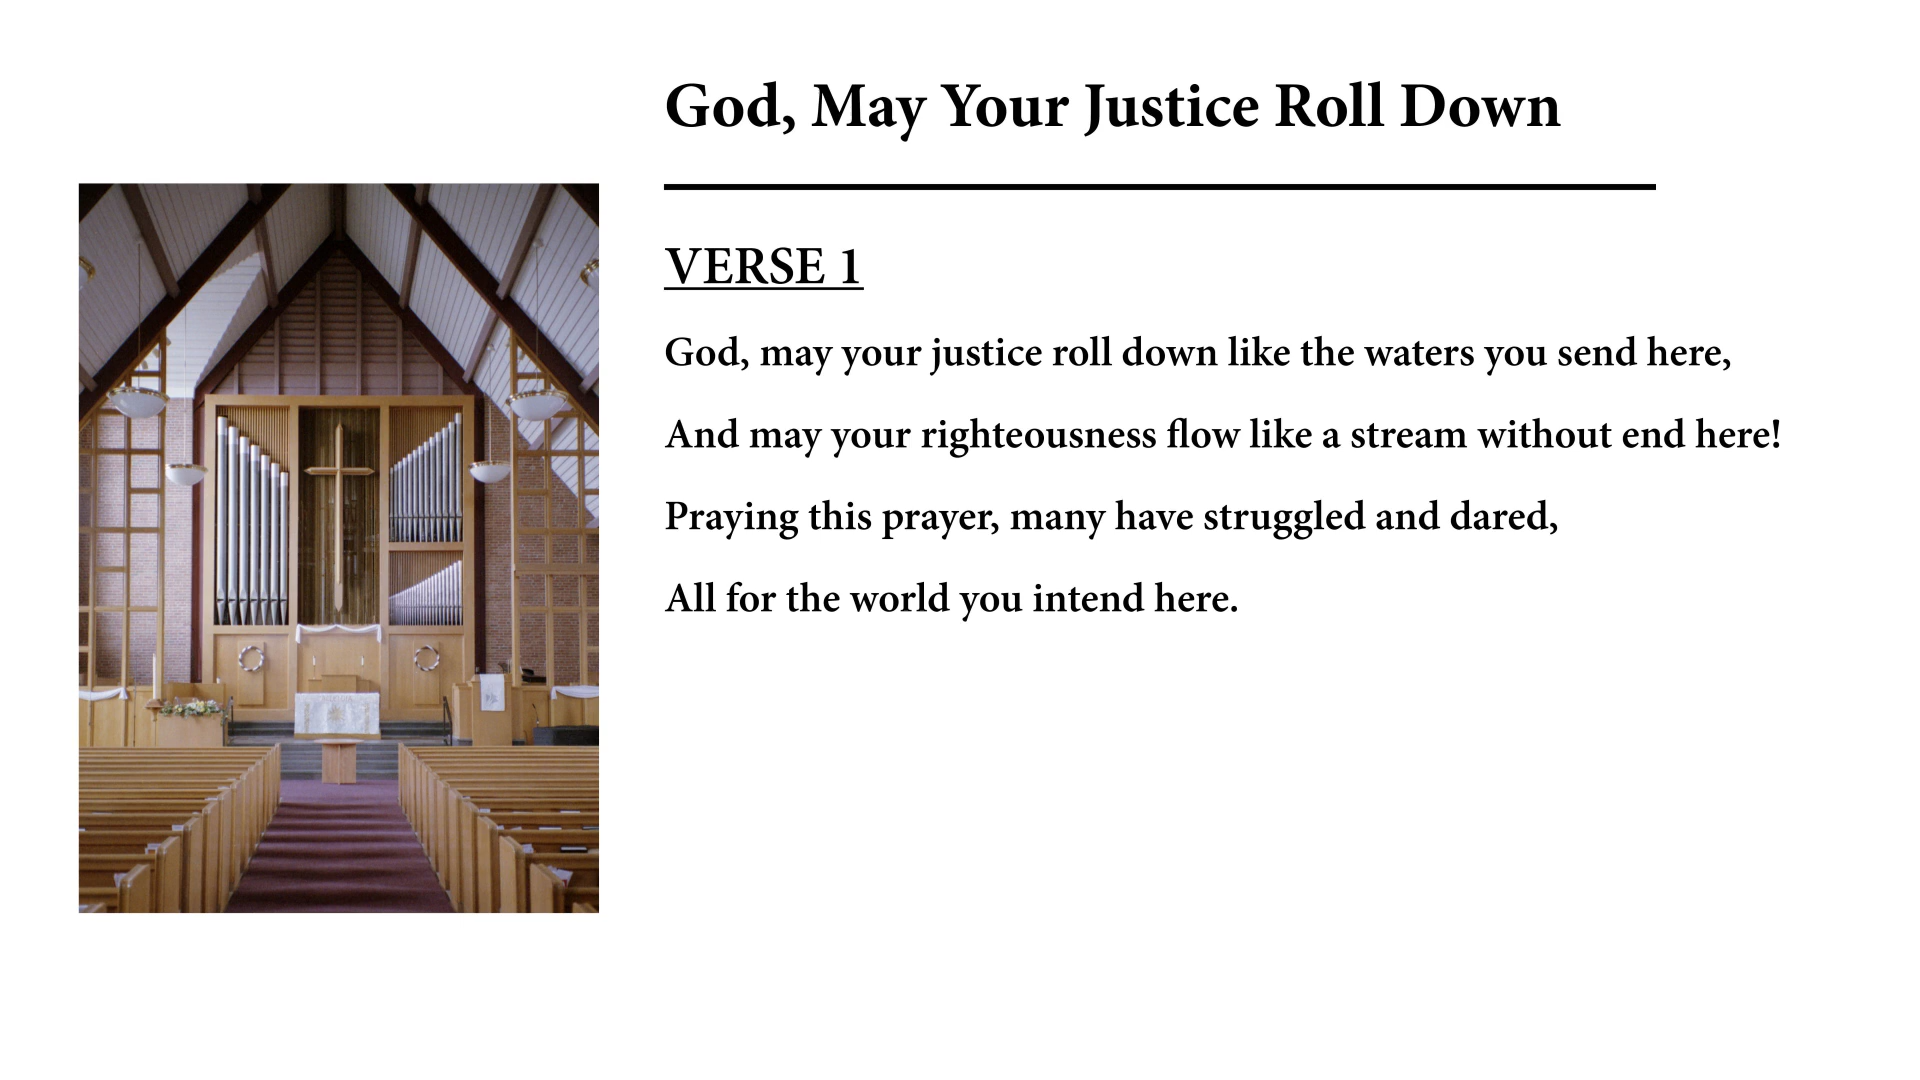 God, May Your Justice Roll Down
VERSE 1
God, may your justice roll down like the waters you send here,
And may your righteousness flow like a stream without end here!
Praying this prayer, many have struggled and dared,
All for the world you intend here.